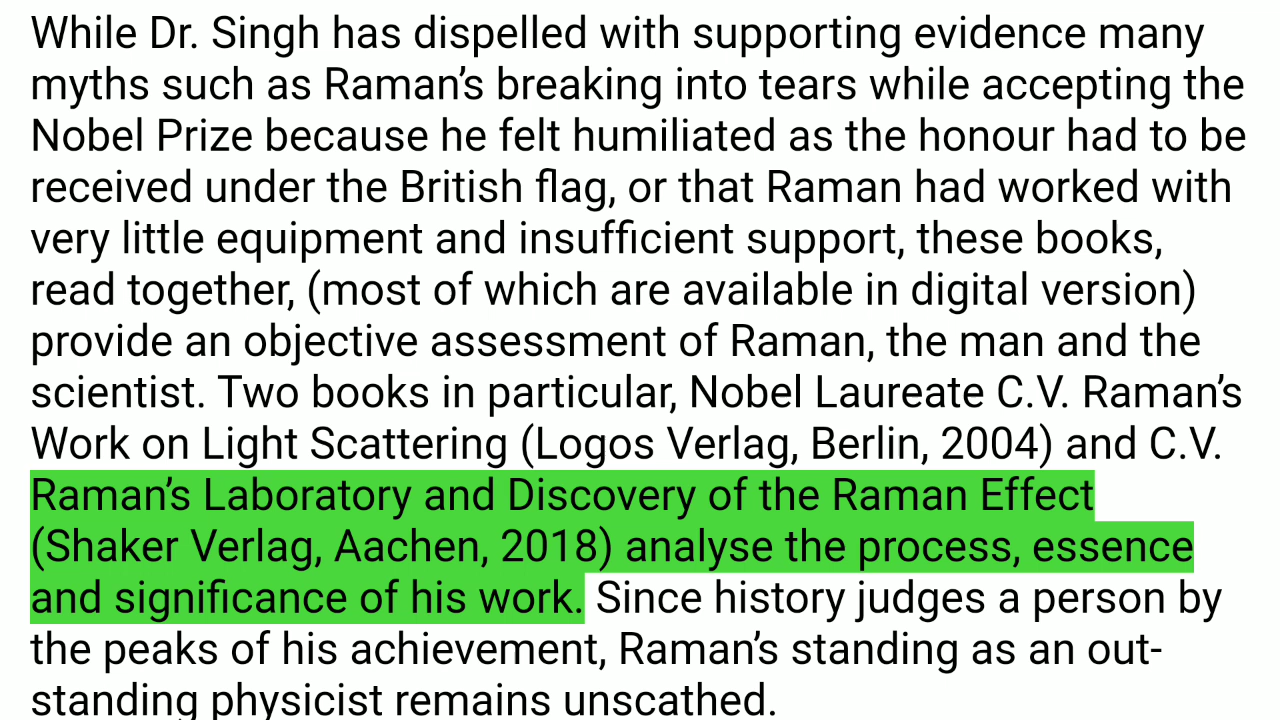 While Dr. Singh has dispelled with supporting evidence many
myths such as Raman’s breaking into tears while accepting the
Nobel Prize because he felt humiliated as the honour had to be
received under the British flag, or that Raman had worked with
very little equipment and insufficient support, these books,
read together, (most of which are available in digital version)
provide an objective assessment of Raman, the man and the
scientist. Two books in particular, Nobel Laureate C.V. Raman’s
Work on Light Scattering (Logos Verlag, Berlin, 2004) and C.V.
Raman’s Laboratory and Discovery of the Raman Effect
(Shaker Verlag, Aachen, 2018) analyse the process, essence
and significance of his work. Since history judges a person by
the peaks of his achievement, Raman’s standing as an out-
standing physicist remains unscathed.